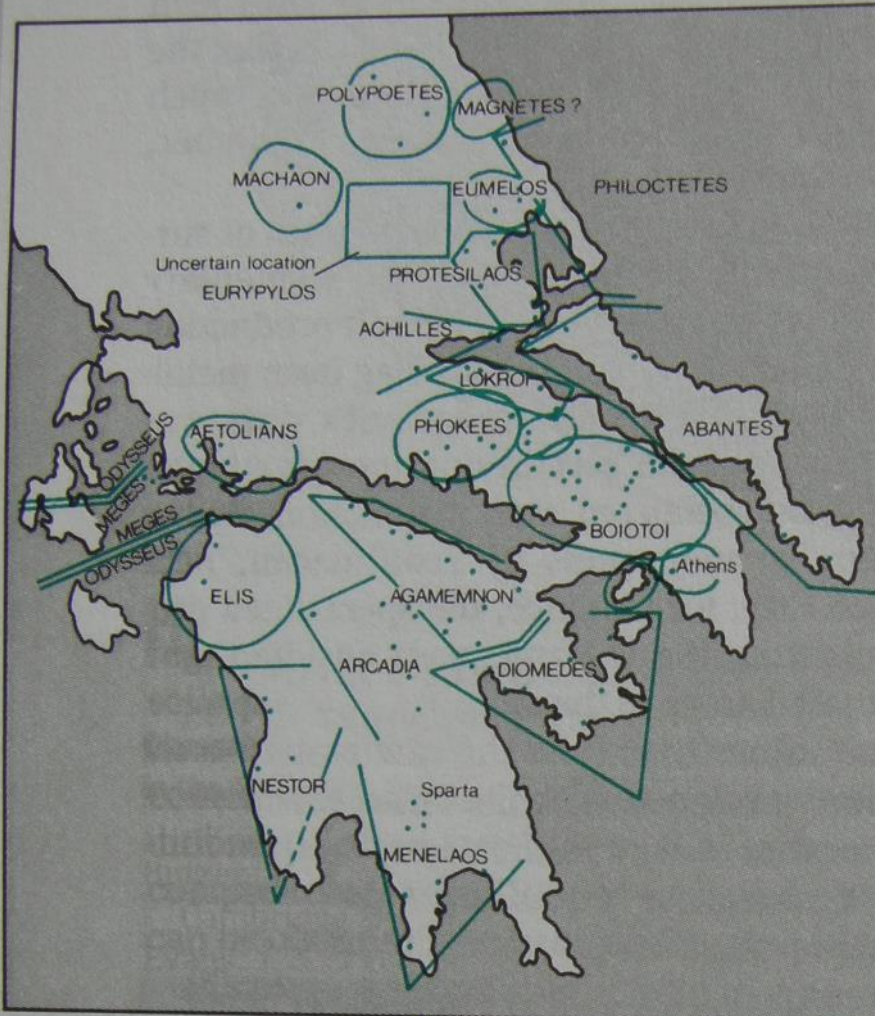 POLYPOETES
MAGNETES ?
MACHAON
EUMELOS
PHILOCTETES
Uncertain location
EURYPYLOS
PROTESILAOS
ACHILLES
LOKROI
ODYSSEUS
MEGES
AETOLIANS
PHOKEES
ABANTES
MEGES
ODYSSEUS
BOIOTOI
Athens
ELIS
AGAMEMNON
ARCADIA
DIOMEDES
NESTOR
Sparta
MENELAOS